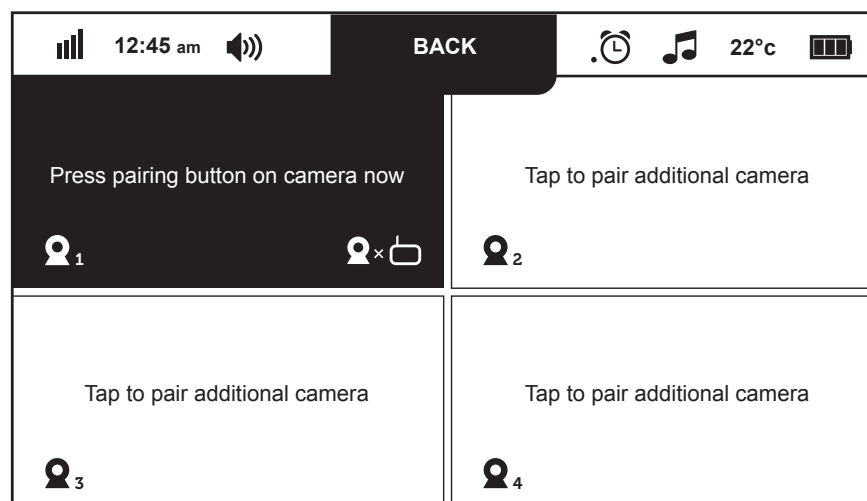 12:45 am BACK 22°c
Press pairing button on camera now
Tap to pair additional camera
1
2
Tap to pair additional camera
Tap to pair additional camera
3
4